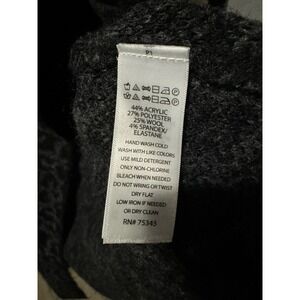 44% ACRYLIC
27% POLYESTER
25% WOOL
4% SPANDEX/
ELASTANE
HAND WASH COLD
WASH WITH LIKE COLORS
USE MILD DETERGENT
ONLY NON-CHLORINE
BLEACH WHEN NEEDED
DO NOT WRING OR TWIST
DRY FLAT
LOW IRON IF NEEDED
OR DRY CLEAN
RN# 75343